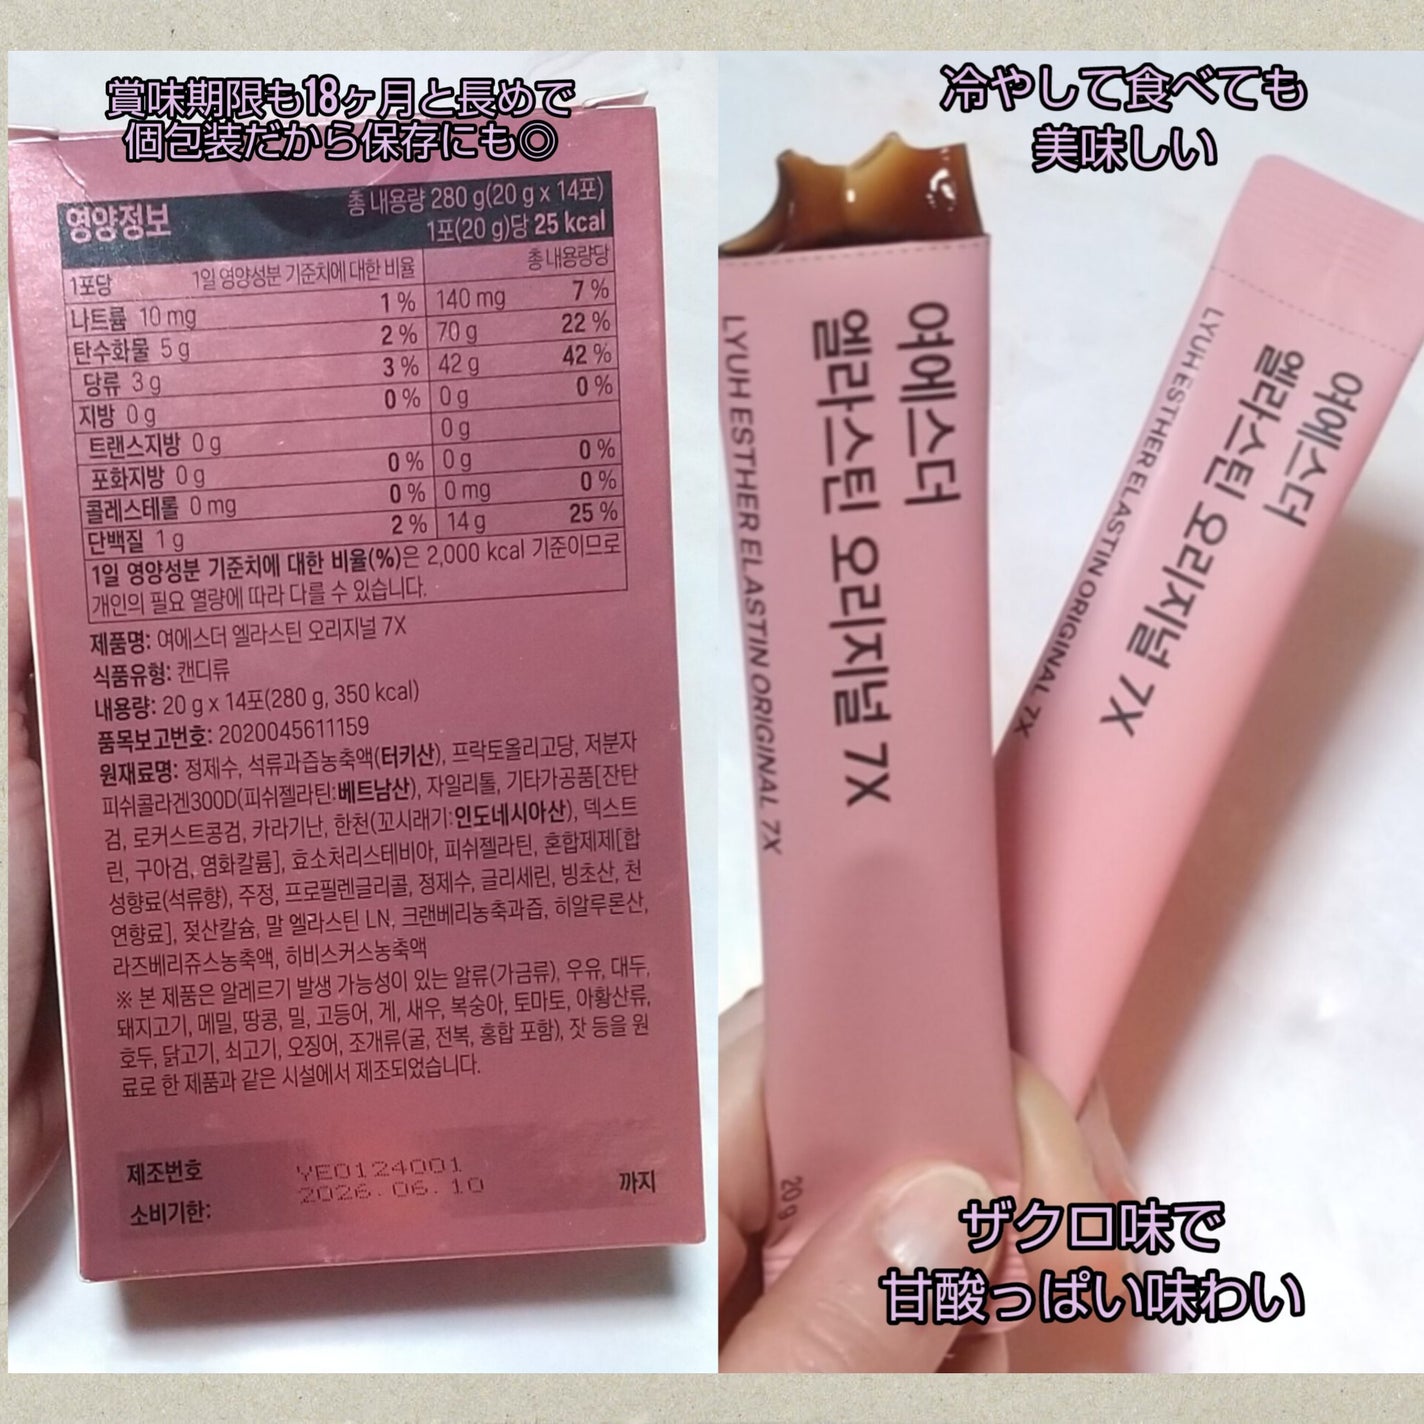 賞味期限も18ヶ月と長めで
個包装だから保存にも◎
영양정보
총 내용량 280 g(20 g x 14포)
1포(20 g)당 25 kcal
1포당 1일 영양성분 기준치에 대한 비율 총 내용량당
나트륨 10 mg 1 % 140 mg 7 %
탄수화물 5 g 2 % 70 g 22 %
당류 3 g 3 % 42 g 42 %
지방 0 g 0 % 0 g 0 %
트랜스지방 0 g 0 g
포화지방 0 g 0 % 0 g 0 %
콜레스테롤 0 mg 0 % 0 mg 0 %
단백질 1 g 2 % 14 g 25 %
1일 영양성분 기준치에 대한 비율(%)은 2,000 kcal 기준이므로
개인의 필요 열량에 따라 다를 수 있습니다.
제품명: 여에스더 엘라스틴 오리지널 7X
식품유형: 캔디류
내용량: 20 g x 14포(280 g, 350 kcal)
품목보고번호: 2020045611159
원재료명: 정제수, 석류과즙농축액(터키산), 프락토올리고당, 저분자
피쉬콜라겐300D(피쉬젤라틴:베트남산), 자일리톨, 기타가공품[잔탄
검, 로커스트콩검, 카라기난, 한천(꼬시래기:인도네시아산), 덱스트
린, 구아검, 염화칼륨], 효소처리스테비아, 피쉬젤라틴, 혼합제제[합
성향료(석류향), 주정, 프로필렌글리콜, 정제수, 글리세린, 빙초산, 천
연향료], 젖산칼슘, 말 엘라스틴 LN, 크랜베리농축과즙, 히알루론산,
라즈베리쥬스농축액, 히비스커스농축액
※ 본 제품은 알레르기 발생 가능성이 있는 알류(가금류), 우유, 대두,
돼지고기, 메밀, 땅콩, 밀, 고등어, 게, 새우, 복숭아, 토마토, 아황산류,
호두, 닭고기, 쇠고기, 오징어, 조개류(굴, 전복, 홍합 포함), 잣 등을 원
료로 한 제품과 같은 시설에서 제조되었습니다.
제조번호 YE0124001
소비기한: 2026.06.10 까지
冷やして食べても
美味しい
여에스더
엘라스틴 오리지널 7X
LYUH ESTHER ELASTIN ORIGINAL 7X
20 g
여에스더
엘라스틴 오리지널 7X
LYUH ESTHER ELASTIN ORIGINAL 7X
ザクロ味で
甘酸っぱい味わい